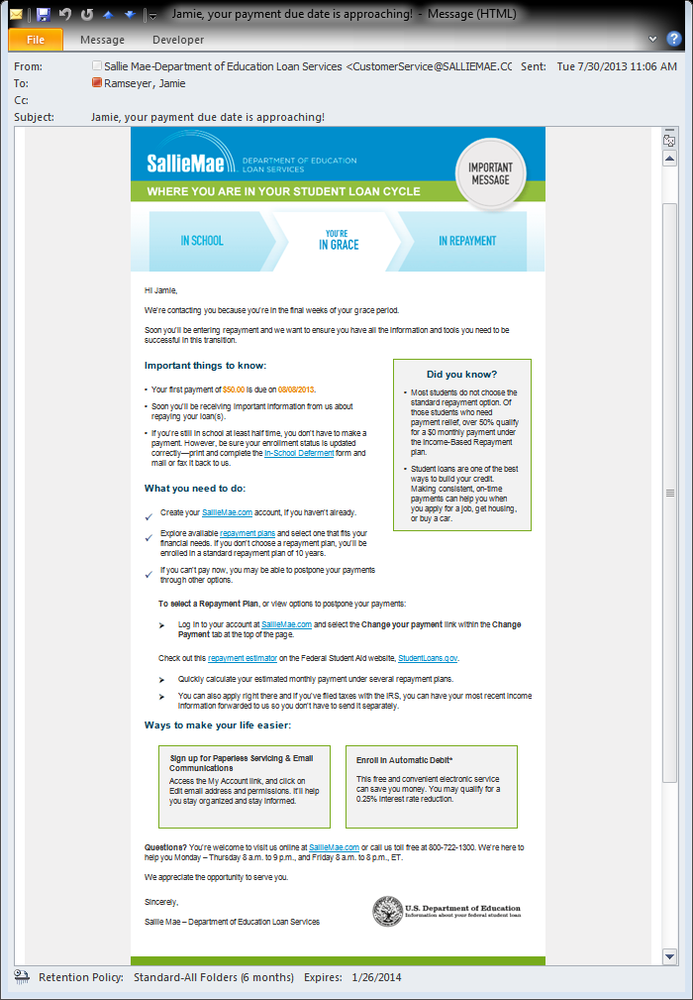 Jamie, your payment due date is approaching! - Message (HTML)
File Message Developer
From: Sallie Mae-Department of Education Loan Services <CustomerService@SALLIEMAE.CC Sent: Tue 7/30/2013 11:06 AM
To: Ramseyer, Jamie
Cc:
Subject: Jamie, your payment due date is approaching!
SallieMae DEPARTMENT OF EDUCATION
LOAN SERVICES
IMPORTANT
MESSAGE
WHERE YOU ARE IN YOUR STUDENT LOAN CYCLE
IN SCHOOL
YOU'RE
IN GRACE
IN REPAYMENT
Hi Jamie,
We're contacting you because you're in the final weeks of your grace period.
Soon you'll be entering repayment and we want to ensure you have all the information and tools you need to be
successful in this transition.
Important things to know:
• Your first payment of $50.00 is due on 08/08/2013.
• Soon you'll be receiving important information from us about
repaying your loan(s).
• If you're still in school at least half time, you don't have to make a
payment. However, be sure your enrollment status is updated
correctly—print and complete the In-School Deferment form and
mail or fax it back to us.
Did you know?
• Most students do not choose the
standard repayment option. Of
those students who need
payment relief, over 50% qualify
for a $0 monthly payment under
the Income-Based Repayment
plan.
• Student loans are one of the best
ways to build your credit.
Making consistent, on-time
payments can help you when
you apply for a job, get housing,
or buy a car.
What you need to do:
✓ Create your SallieMae.com account, if you haven't already.
✓ Explore available repayment plans and select one that fits your
financial needs. If you don't choose a repayment plan, you'll be
enrolled in a standard repayment plan of 10 years.
✓ If you can't pay now, you may be able to postpone your payments
through other options.
To select a Repayment Plan, or view options to postpone your payments:
➢ Log in to your account at SallieMae.com and select the Change your payment link within the Change
Payment tab at the top of the page.
Check out this repayment estimator on the Federal Student Aid website, StudentLoans.gov.
➢ Quickly calculate your estimated monthly payment under several repayment plans.
➢ You can also apply right there and if you've filed taxes with the IRS, you can have your most recent income
information forwarded to us so you don't have to send it separately.
Ways to make your life easier:
Sign up for Paperless Servicing & Email
Communications
Access the My Account link, and click on
Edit email address and permissions. It'll help
you stay organized and stay informed.
Enroll in Automatic Debit*
This free and convenient electronic service
can save you money. You may qualify for a
0.25% interest rate reduction.
Questions? You're welcome to visit us online at SallieMae.com or call us toll free at 800-722-1300. We're here to
help you Monday – Thursday 8 a.m. to 9 p.m., and Friday 8 a.m. to 8 p.m., ET.
We appreciate the opportunity to serve you.
Sincerely,
Sallie Mae – Department of Education Loan Services
U.S. Department of Education
Information about your federal student loan
Retention Policy: Standard-All Folders (6 months) Expires: 1/26/2014